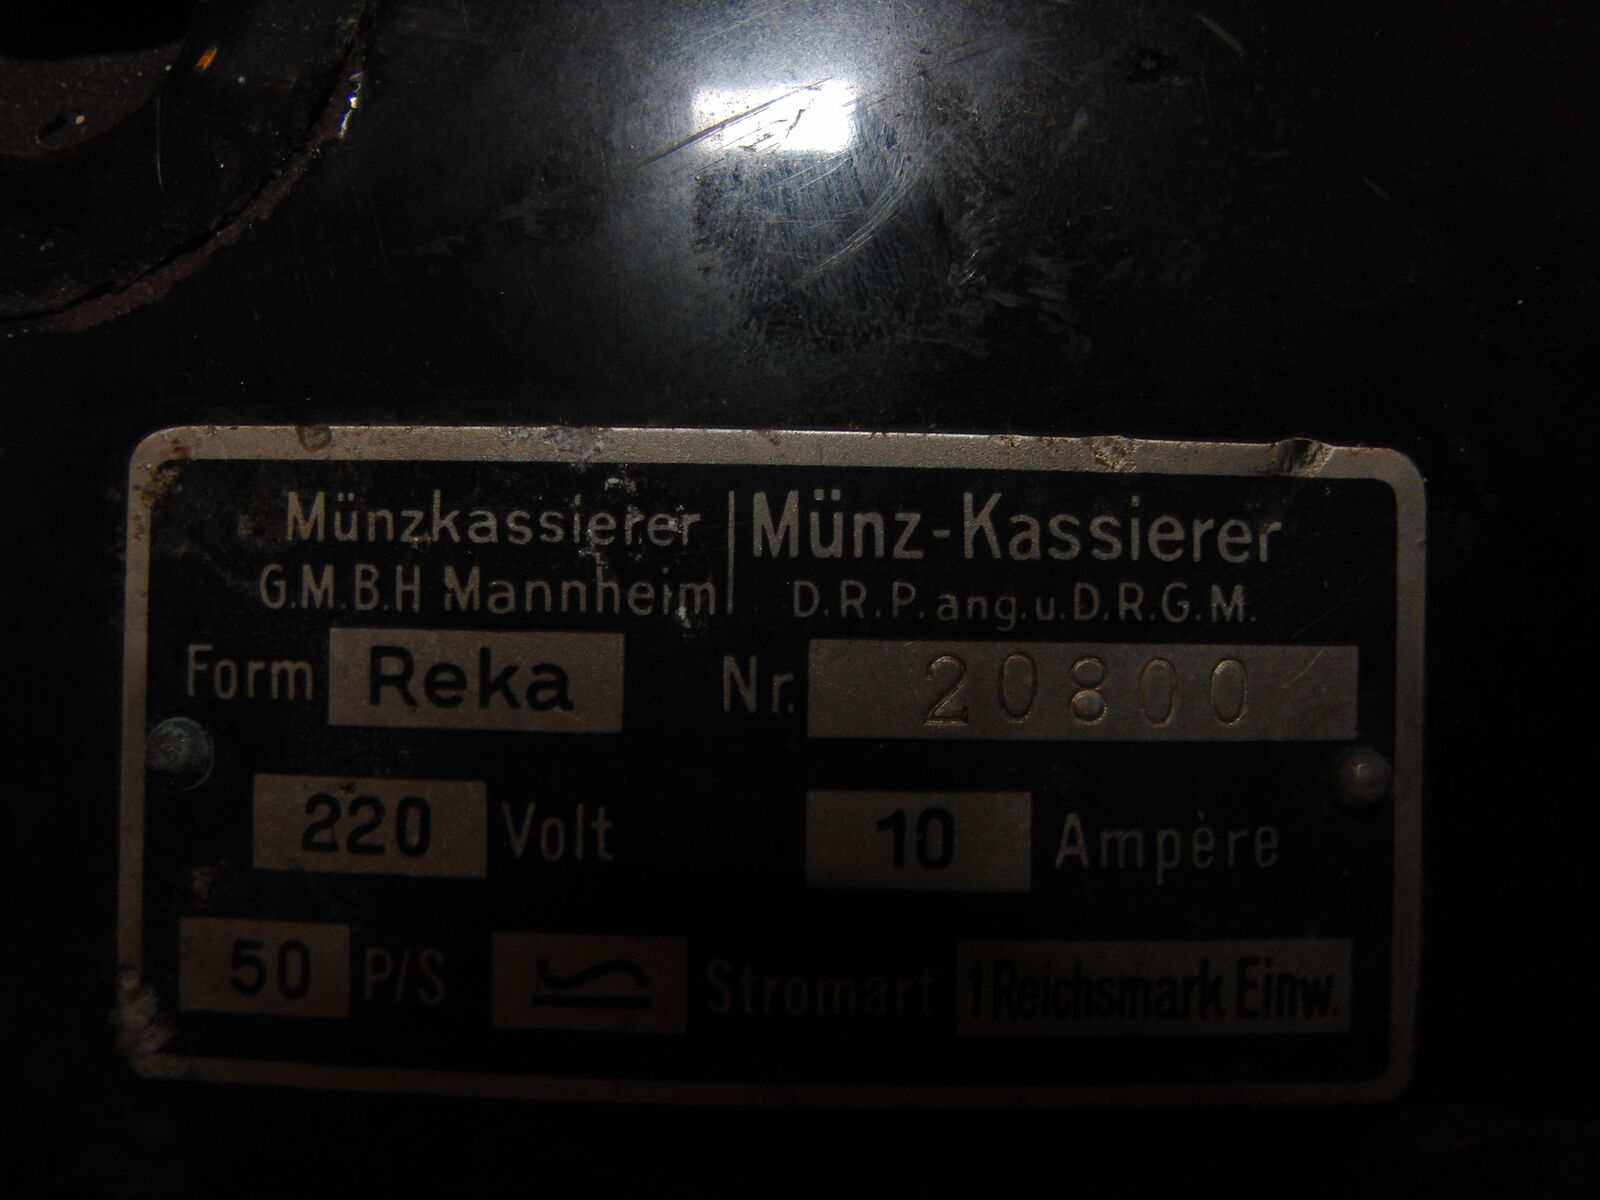 Münzkassierer
G.M.B.H Mannheim
Münz-Kassierer
D.R.P. ang. u. D.R.G.M.
Form Reka Nr. 20800
220 Volt 10 Ampère
50 P/S Stromart 1 Reichsmark Einw.